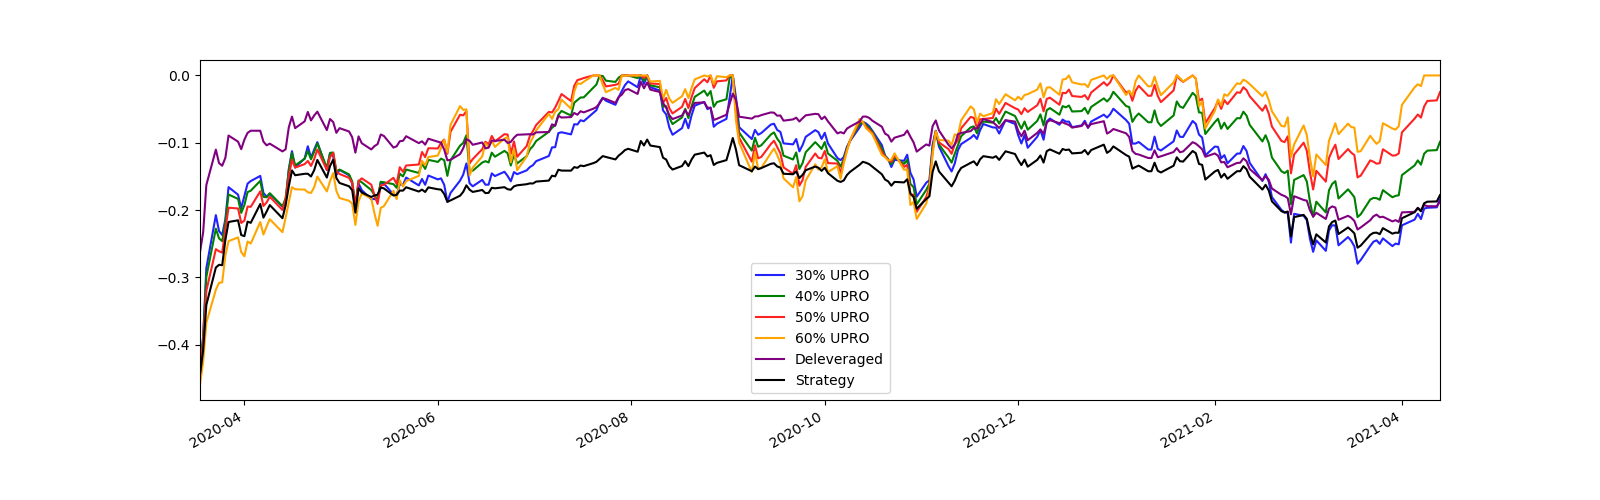 0.0
−0.1
−0.2
−0.3
−0.4
30% UPRO
40% UPRO
50% UPRO
60% UPRO
Deleveraged
Strategy
2020-04
2020-06
2020-08
2020-10
2020-12
2021-02
2021-04